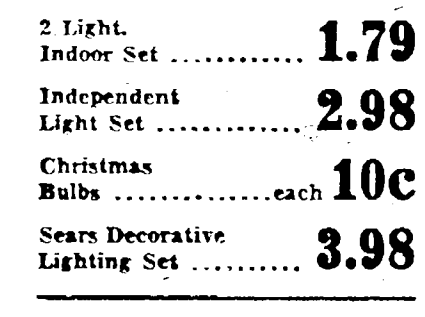 2 Light.
Indoor Set ............. 1.79
Independent
Light Set .............. 2.98
Christmas
Bulbs ...............each 10c
Sears Decorative
Lighting Set .......... 3.98